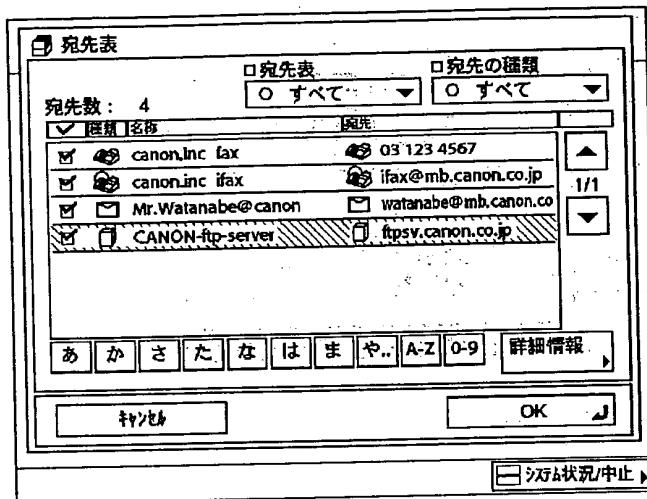 宛先表
宛先数： 4
宛先表
宛先の種類
すべて
すべて
種類 名称 宛先
canon.inc fax 03 123 4567
canon.inc ifax ifax@mb.canon.co.jp
Mr.Watanabe@canon watanabe@mb.canon.co
CANON-ftp-server ftpsv.canon.co.jp
1/1
あ か さ た な は ま や.. A-Z 0-9 詳細情報
キャンセル OK
システム状況/中止